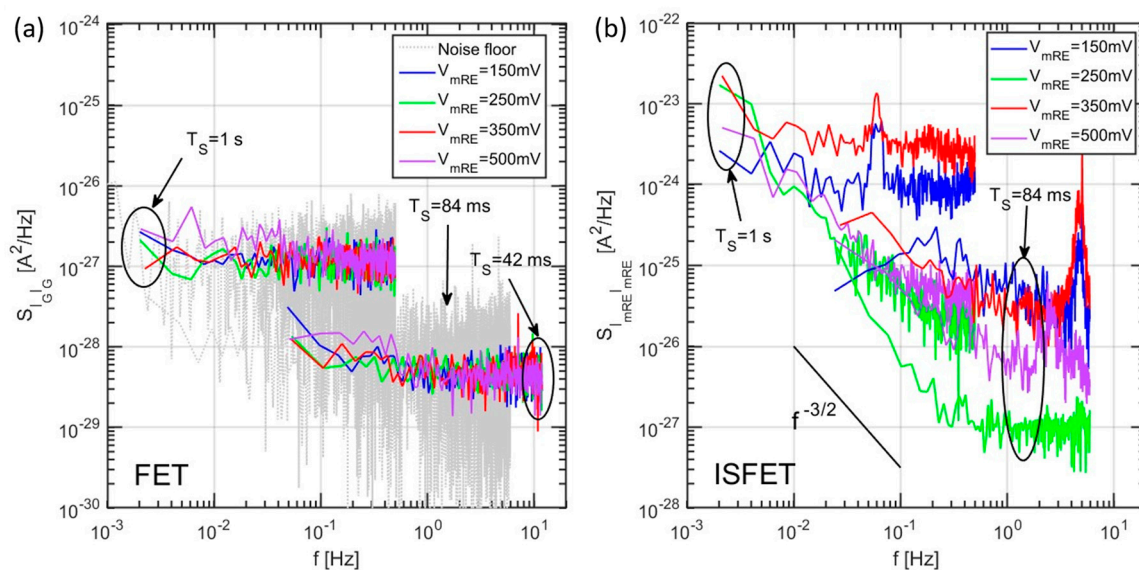 (a)
10^-24
10^-25
10^-26
10^-27
10^-28
10^-29
10^-30
S_I_G I_G [A^2/Hz]
Noise floor
V_mRE=150mV
V_mRE=250mV
V_mRE=350mV
V_mRE=500mV
T_S=1 s
T_S=84 ms
T_S=42 ms
FET
10^-3
10^-2
10^-1
10^0
10^1
f [Hz]
(b)
10^-22
10^-23
10^-24
10^-25
10^-26
10^-27
10^-28
S_I_mRE I_mRE [A^2/Hz]
V_mRE=150mV
V_mRE=250mV
V_mRE=350mV
V_mRE=500mV
T_S=1 s
T_S=84 ms
f^-3/2
ISFET
10^-3
10^-2
10^-1
10^0
10^1
f [Hz]